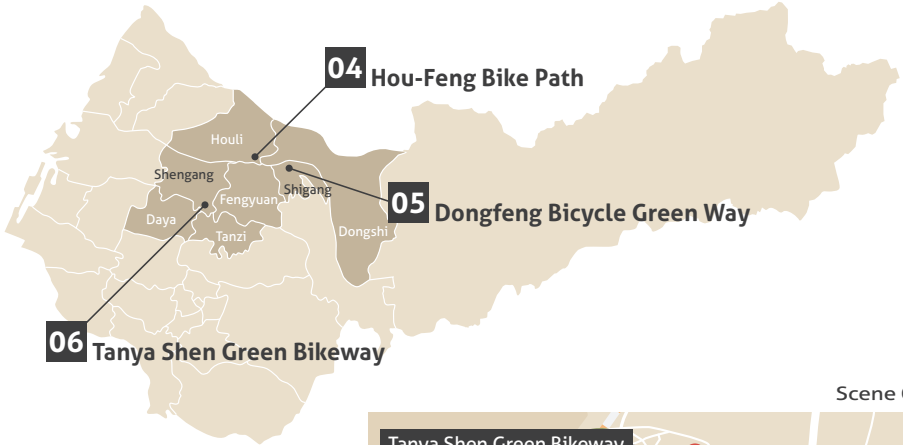 04 Hou-Feng Bike Path
Houli
Shengang
Shigang
Fengyuan
05 Dongfeng Bicycle Green Way
Daya
Dongshi
Tanzi
06 Tanya Shen Green Bikeway
Scene
Tanya Shen Green Bikeway